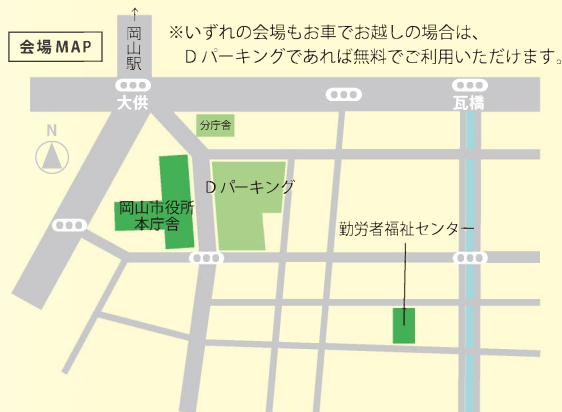 会場MAP
↑
岡山駅
※いずれの会場もお車でお越しの場合は、
Dパーキングであれば無料でご利用いただけます。
大供
瓦橋
分庁舎
N
Dパーキング
岡山市役所
本庁舎
勤労者福祉センター